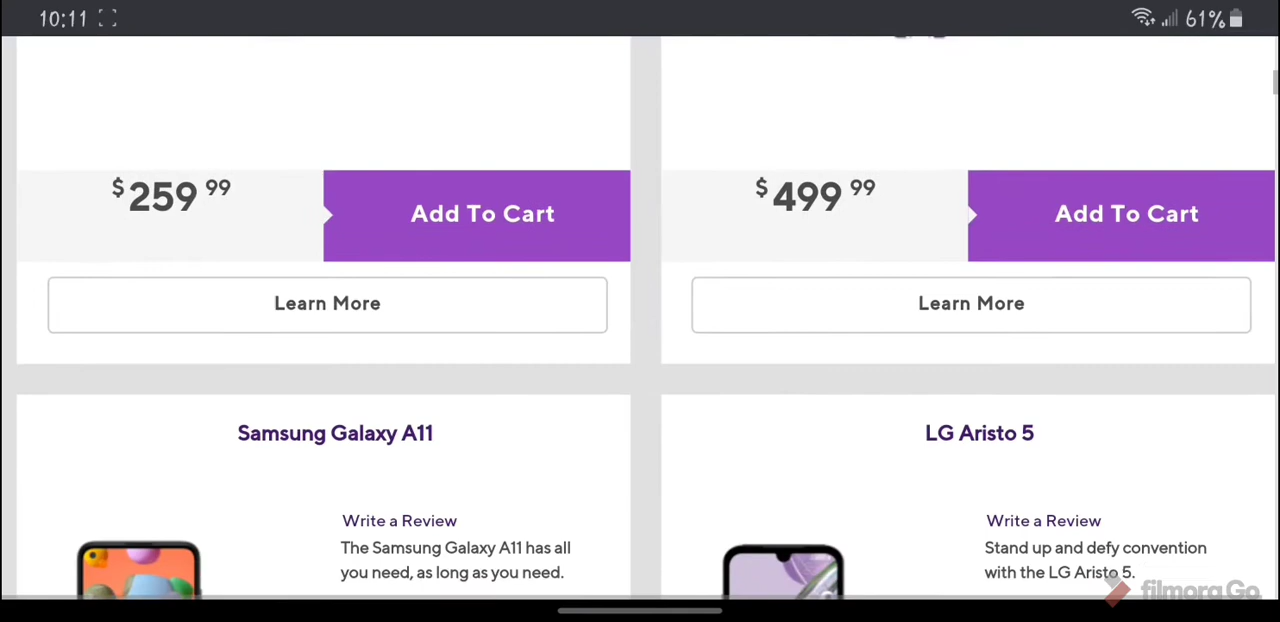 10:11
61%
$259 99
Add To Cart
$499 99
Add To Cart
Learn More
Learn More
Samsung Galaxy A11
LG Aristo 5
Write a Review
The Samsung Galaxy A11 has all
you need, as long as you need.
Write a Review
Stand up and defy convention
with the LG Aristo 5.
filmora Go